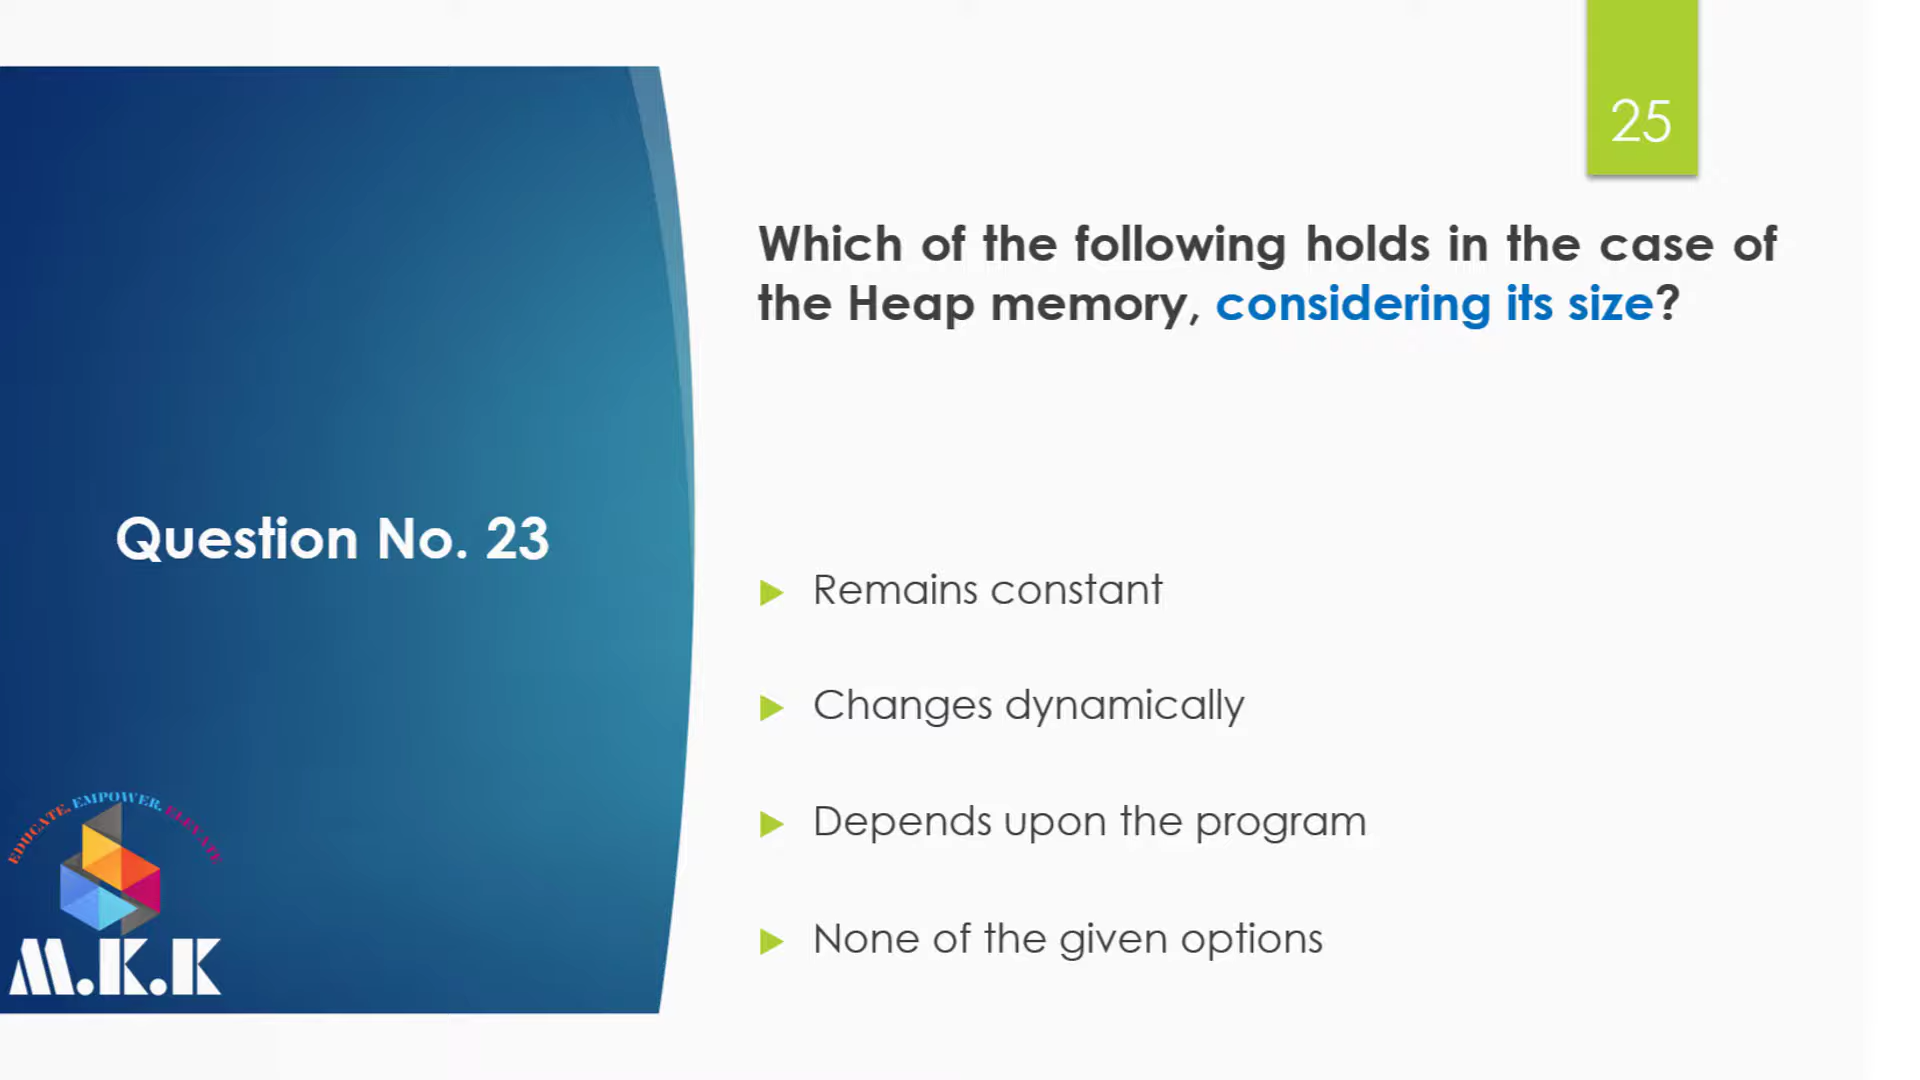 25
Which of the following holds in the case of
the Heap memory, considering its size?
Question No. 23
Remains constant
Changes dynamically
Depends upon the program
None of the given options
EDUCATE. EMPOWER. ELEVATE
M.K.K